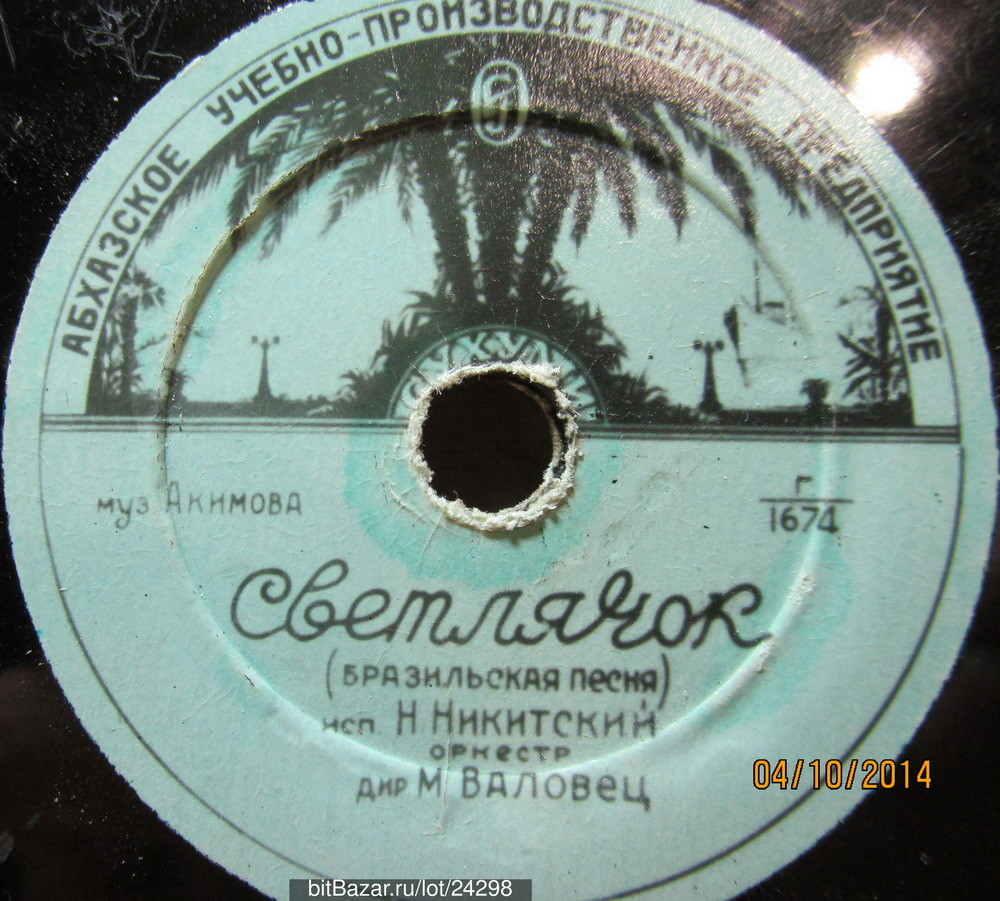 АБХАЗСКОЕ УЧЕБНО-ПРОИЗВОДСТВЕННОЕ ПРЕДПРИЯТИЕ
муз АКИМОВА
Г
1674
Светлячок
(БРАЗИЛЬСКАЯ ПЕСНЯ)
исп. Н НИКИТСКИЙ
ОРКЕСТР
ДИР М ВАЛОВЕЦ
04/10/2014
bitBazar.ru/lot/24298